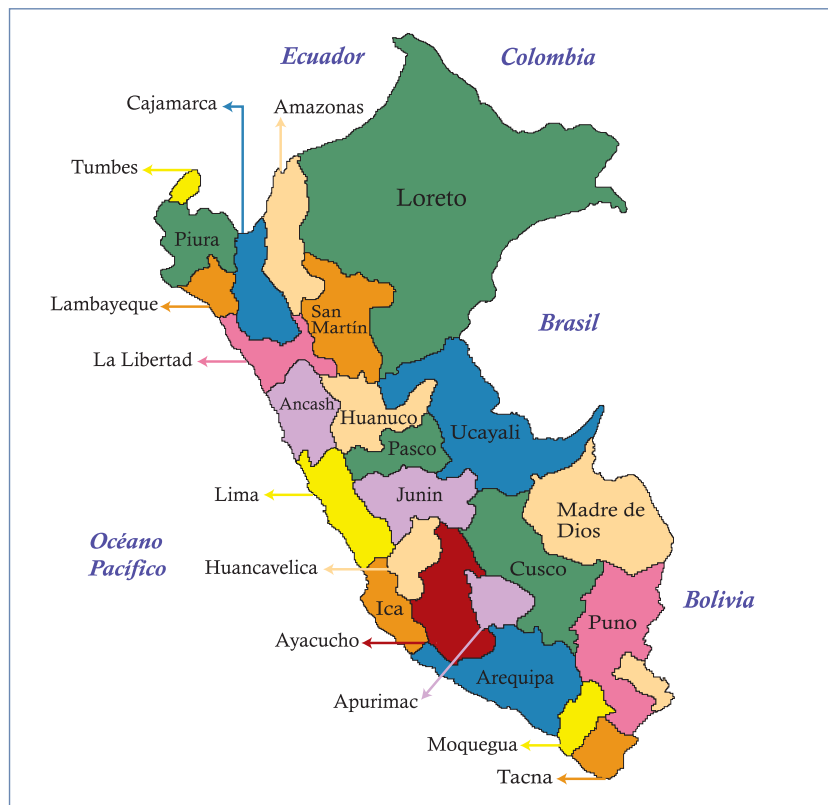 Ecuador
Colombia
Cajamarca
Amazonas
Tumbes
Loreto
Piura
Lambayeque
San
Martín
Brasil
La Libertad
Ancash
Huanuco
Ucayali
Pasco
Lima
Junin
Madre de
Dios
Océano
Pacífico
Huancavelica
Cusco
Ica
Bolivia
Puno
Ayacucho
Arequipa
Apurimac
Moquegua
Tacna